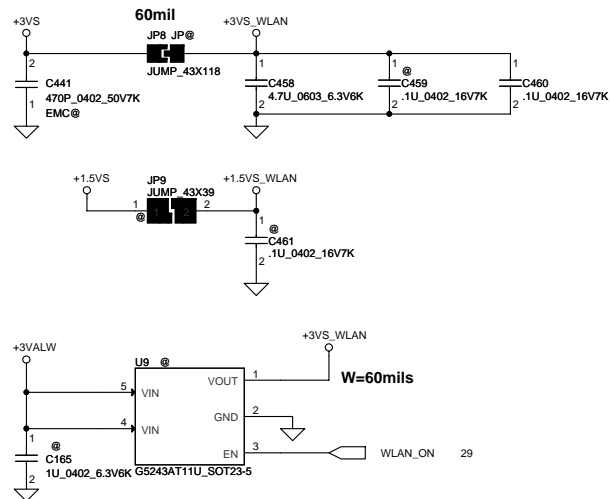 60mil
+3VS
+3VS_WLAN
JP8 JP@
JUMP_43X118
2
C441
1
470P_0402_50V7K
EMC@
1
C458
4.7U_0603_6.3V6K
2
1
@
C459
.1U_0402_16V7K
2
1
C460
.1U_0402_16V7K
2
+1.5VS
JP9
JUMP_43X39
+1.5VS_WLAN
1
1
2
2
@
1
@
C461
.1U_0402_16V7K
2
+3VALW
+3VS_WLAN
U9 @
W=60mils
5
VIN
VOUT
1
4
VIN
GND
2
EN
3
WLAN_ON 29
1
@
C165
1U_0402_6.3V6K
2
G5243AT11U_SOT23-5